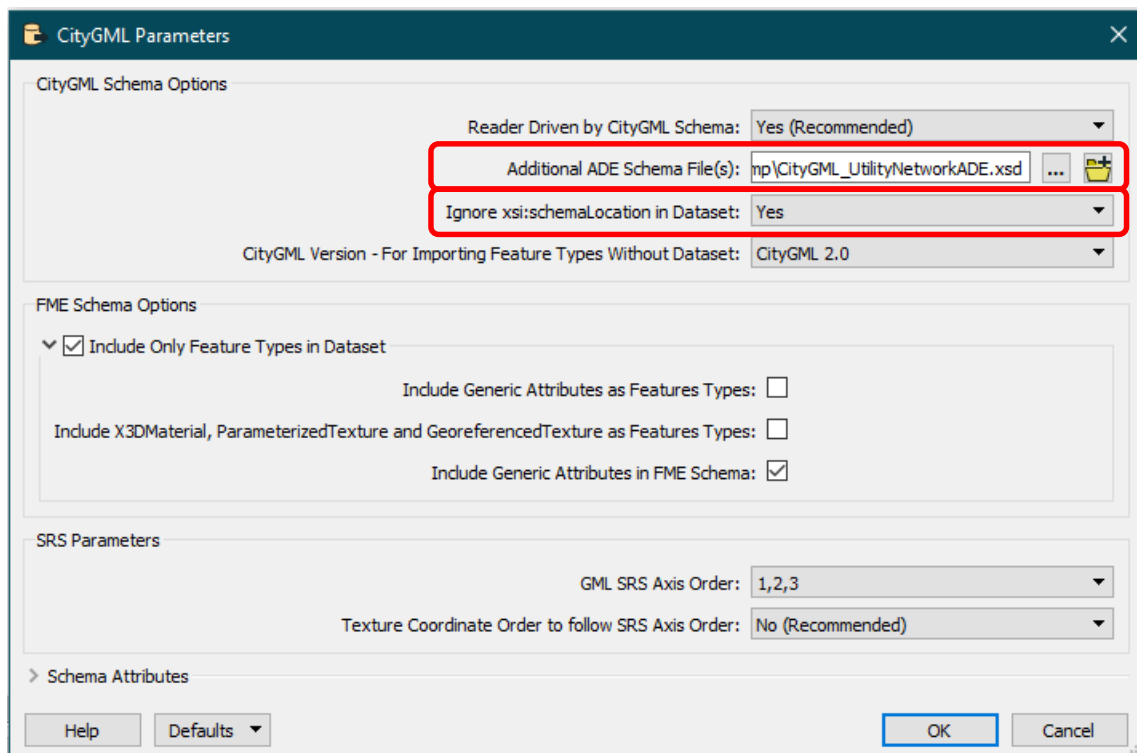 CityGML Parameters
CityGML Schema Options
Reader Driven by CityGML Schema: Yes (Recommended)
Additional ADE Schema File(s): mp\CityGML_UtilityNetworkADE.xsd ...
Ignore xsi:schemaLocation in Dataset: Yes
CityGML Version - For Importing Feature Types Without Dataset: CityGML 2.0
FME Schema Options
Include Only Feature Types in Dataset
Include Generic Attributes as Features Types:
Include X3DMaterial, ParameterizedTexture and GeoreferencedTexture as Features Types:
Include Generic Attributes in FME Schema:
SRS Parameters
GML SRS Axis Order: 1,2,3
Texture Coordinate Order to follow SRS Axis Order: No (Recommended)
Schema Attributes
Help Defaults OK Cancel